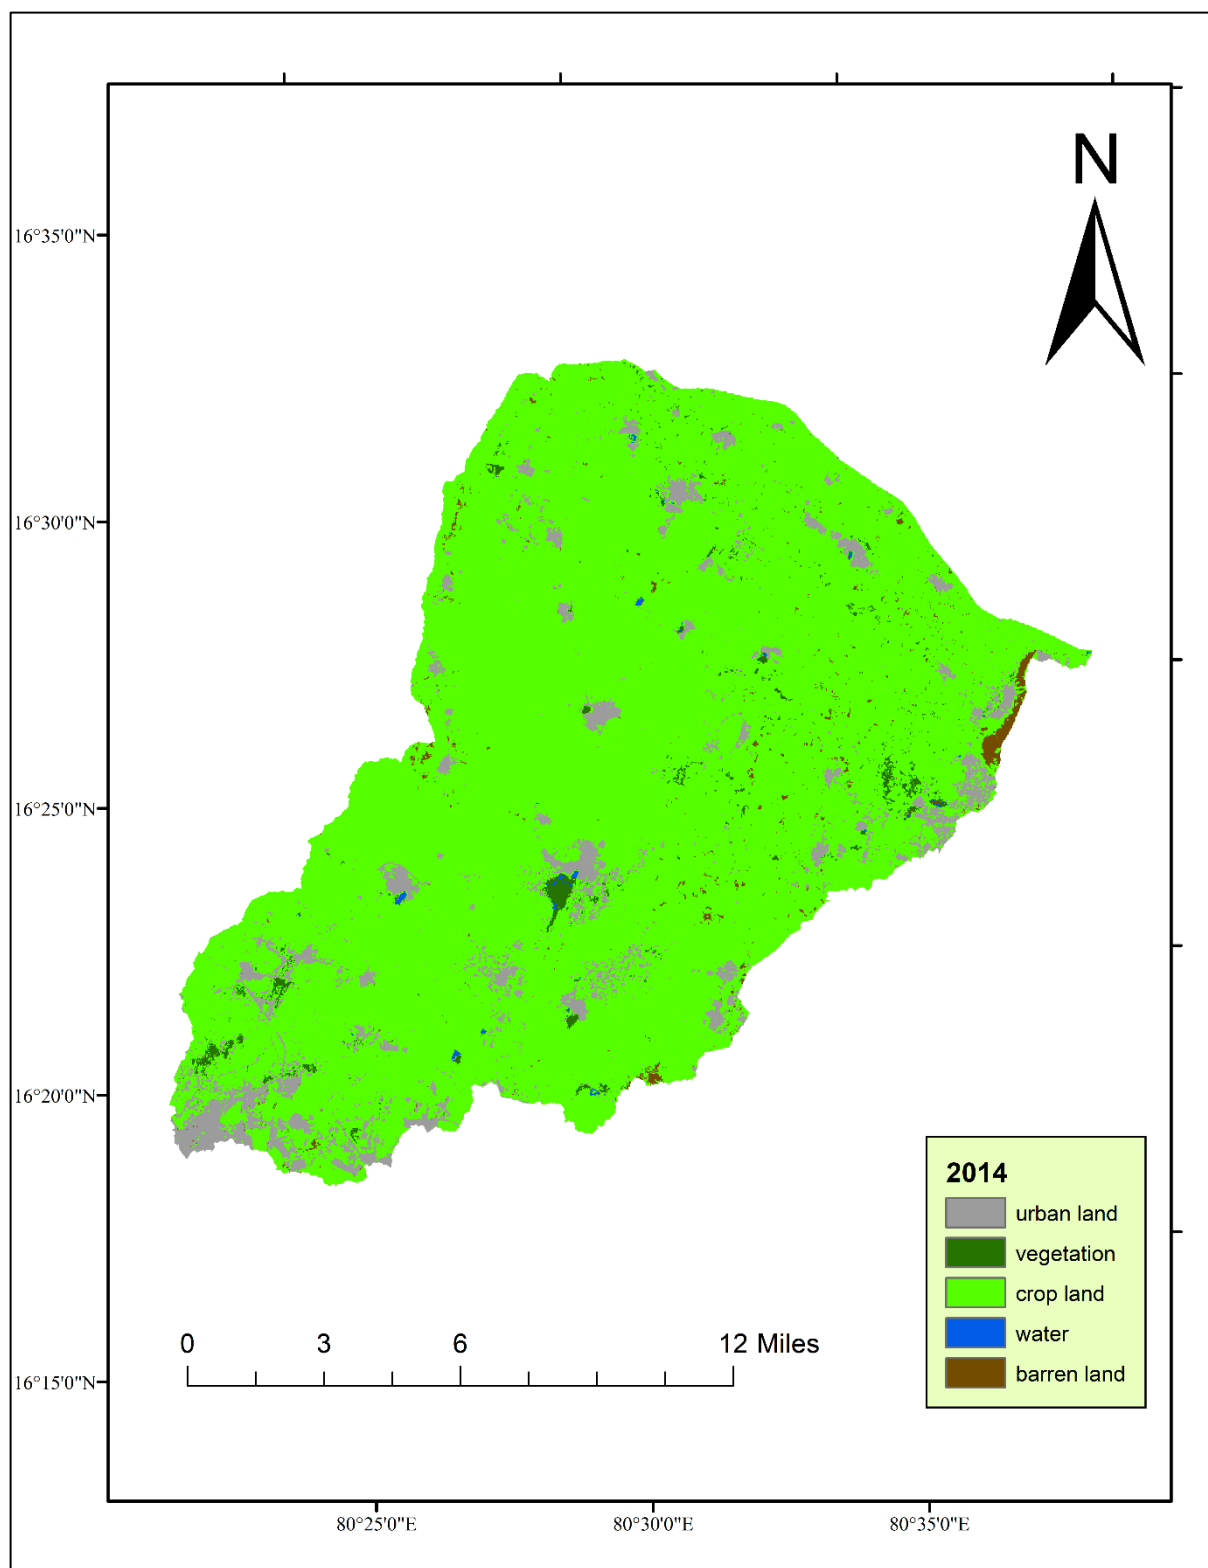 N
16°35'0"N
16°30'0"N
16°25'0"N
16°20'0"N
16°15'0"N
2014
urban land
vegetation
crop land
water
barren land
0 3 6 12 Miles
80°25'0"E 80°30'0"E 80°35'0"E